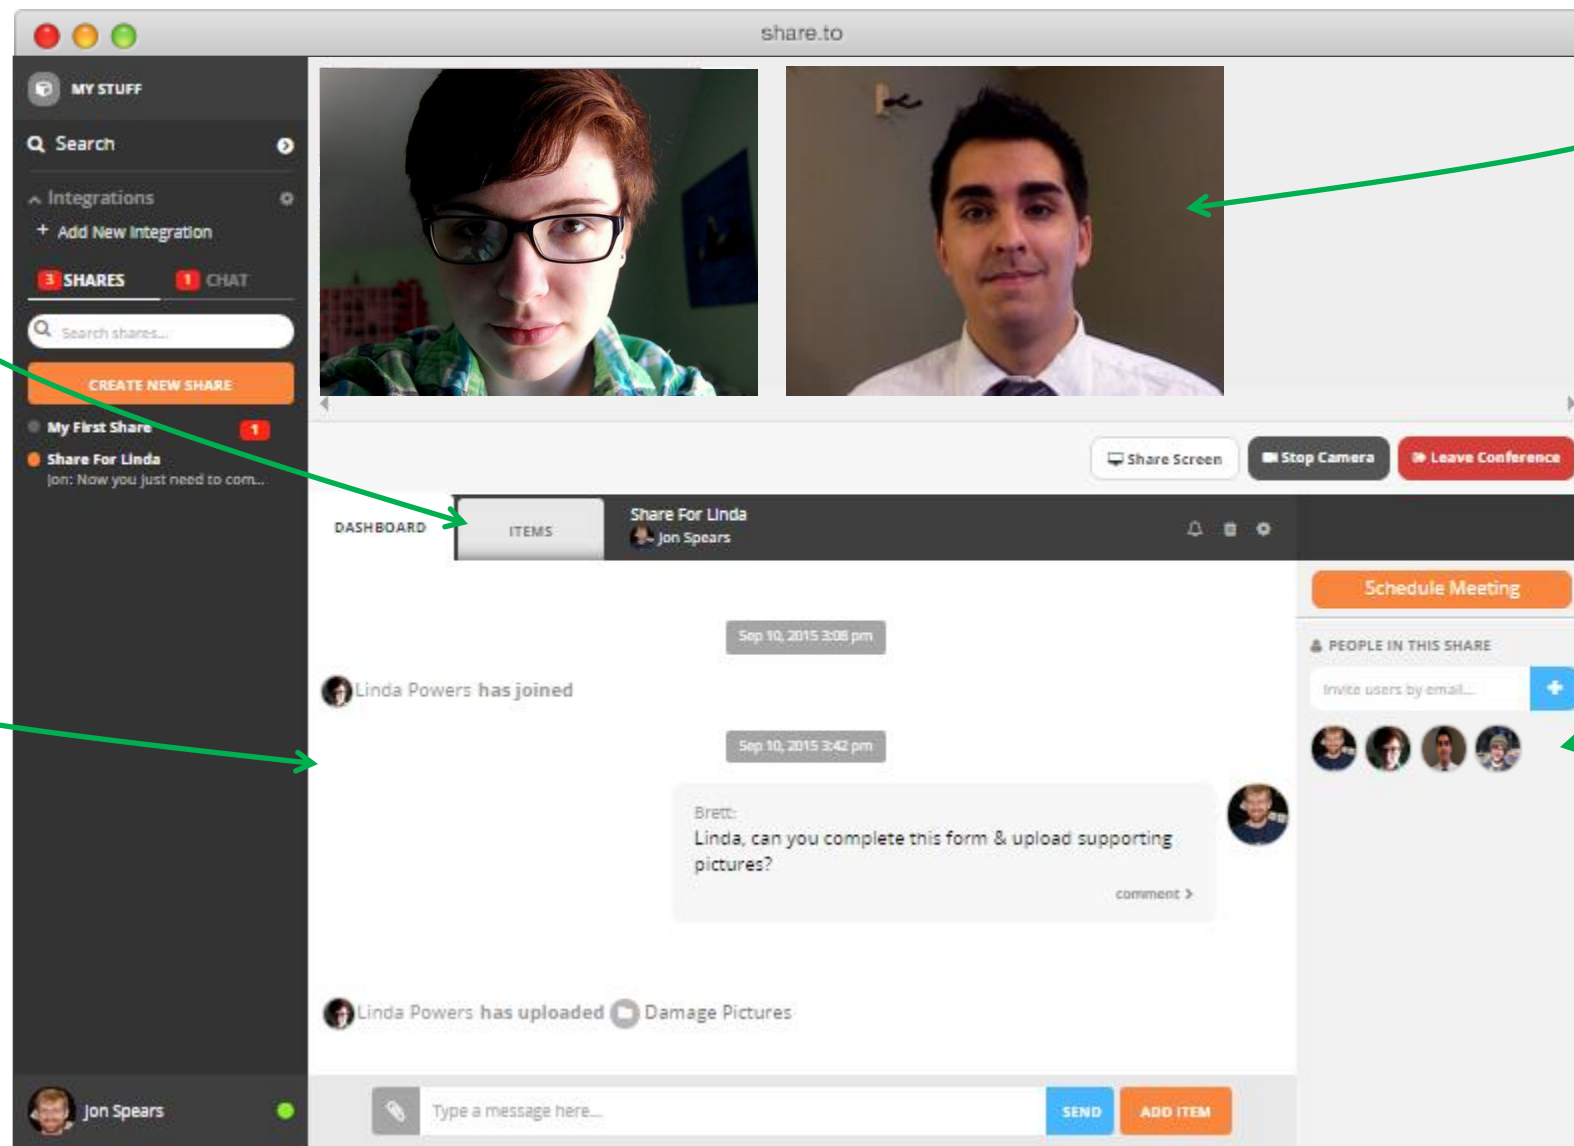 share.to
MY STUFF
Search
Integrations
+ Add New Integration
3 SHARES
1 CHAT
Search shares...
CREATE NEW SHARE
My First Share 1
Share For Linda
Jon: Now you just need to com...
Jon Spears
Share Screen
Stop Camera
Leave Conference
DASHBOARD
ITEMS
Share For Linda
Jon Spears
Sep 10, 2015 3:08 pm
Linda Powers has joined
Sep 10, 2015 3:42 pm
Brett:
Linda, can you complete this form & upload supporting
pictures?
comment >
Linda Powers has uploaded Damage Pictures
Type a message here...
SEND
ADD ITEM
Schedule Meeting
PEOPLE IN THIS SHARE
Invite users by email...